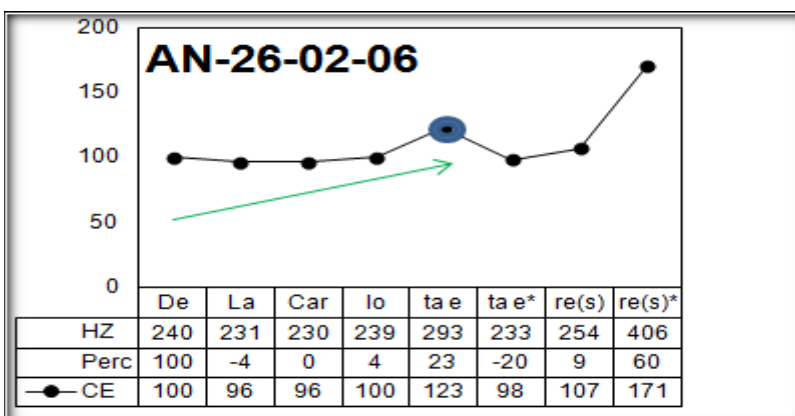 200
AN-26-02-06
150
100
50
0
De La Car lo ta e ta e* re(s) re(s)*
HZ 240 231 230 239 293 233 254 406
Perc 100 -4 0 4 23 -20 9 60
CE 100 96 96 100 123 98 107 171